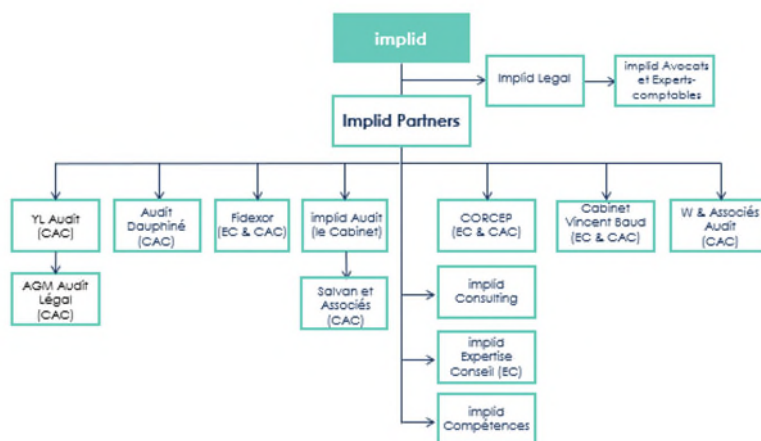 implid
Implid Legal
implid Avocats
et Experts-
comptables
Implid Partners
YL Audit
(CAC)
Audit
Dauphiné
(CAC)
Fidexor
(EC & CAC)
implid Audit
(le Cabinet)
CORCEP
(EC & CAC)
Cabinet
Vincent Baud
(EC & CAC)
W & Associés
Audit
(CAC)
AGM Audit
Légal
(CAC)
Salvan et
Associés
(CAC)
implid
Consulting
implid
Expertise
Conseil (EC)
implid
Compétences